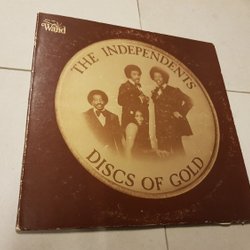 Wand
THE INDEPENDENTS
DISCS OF GOLD